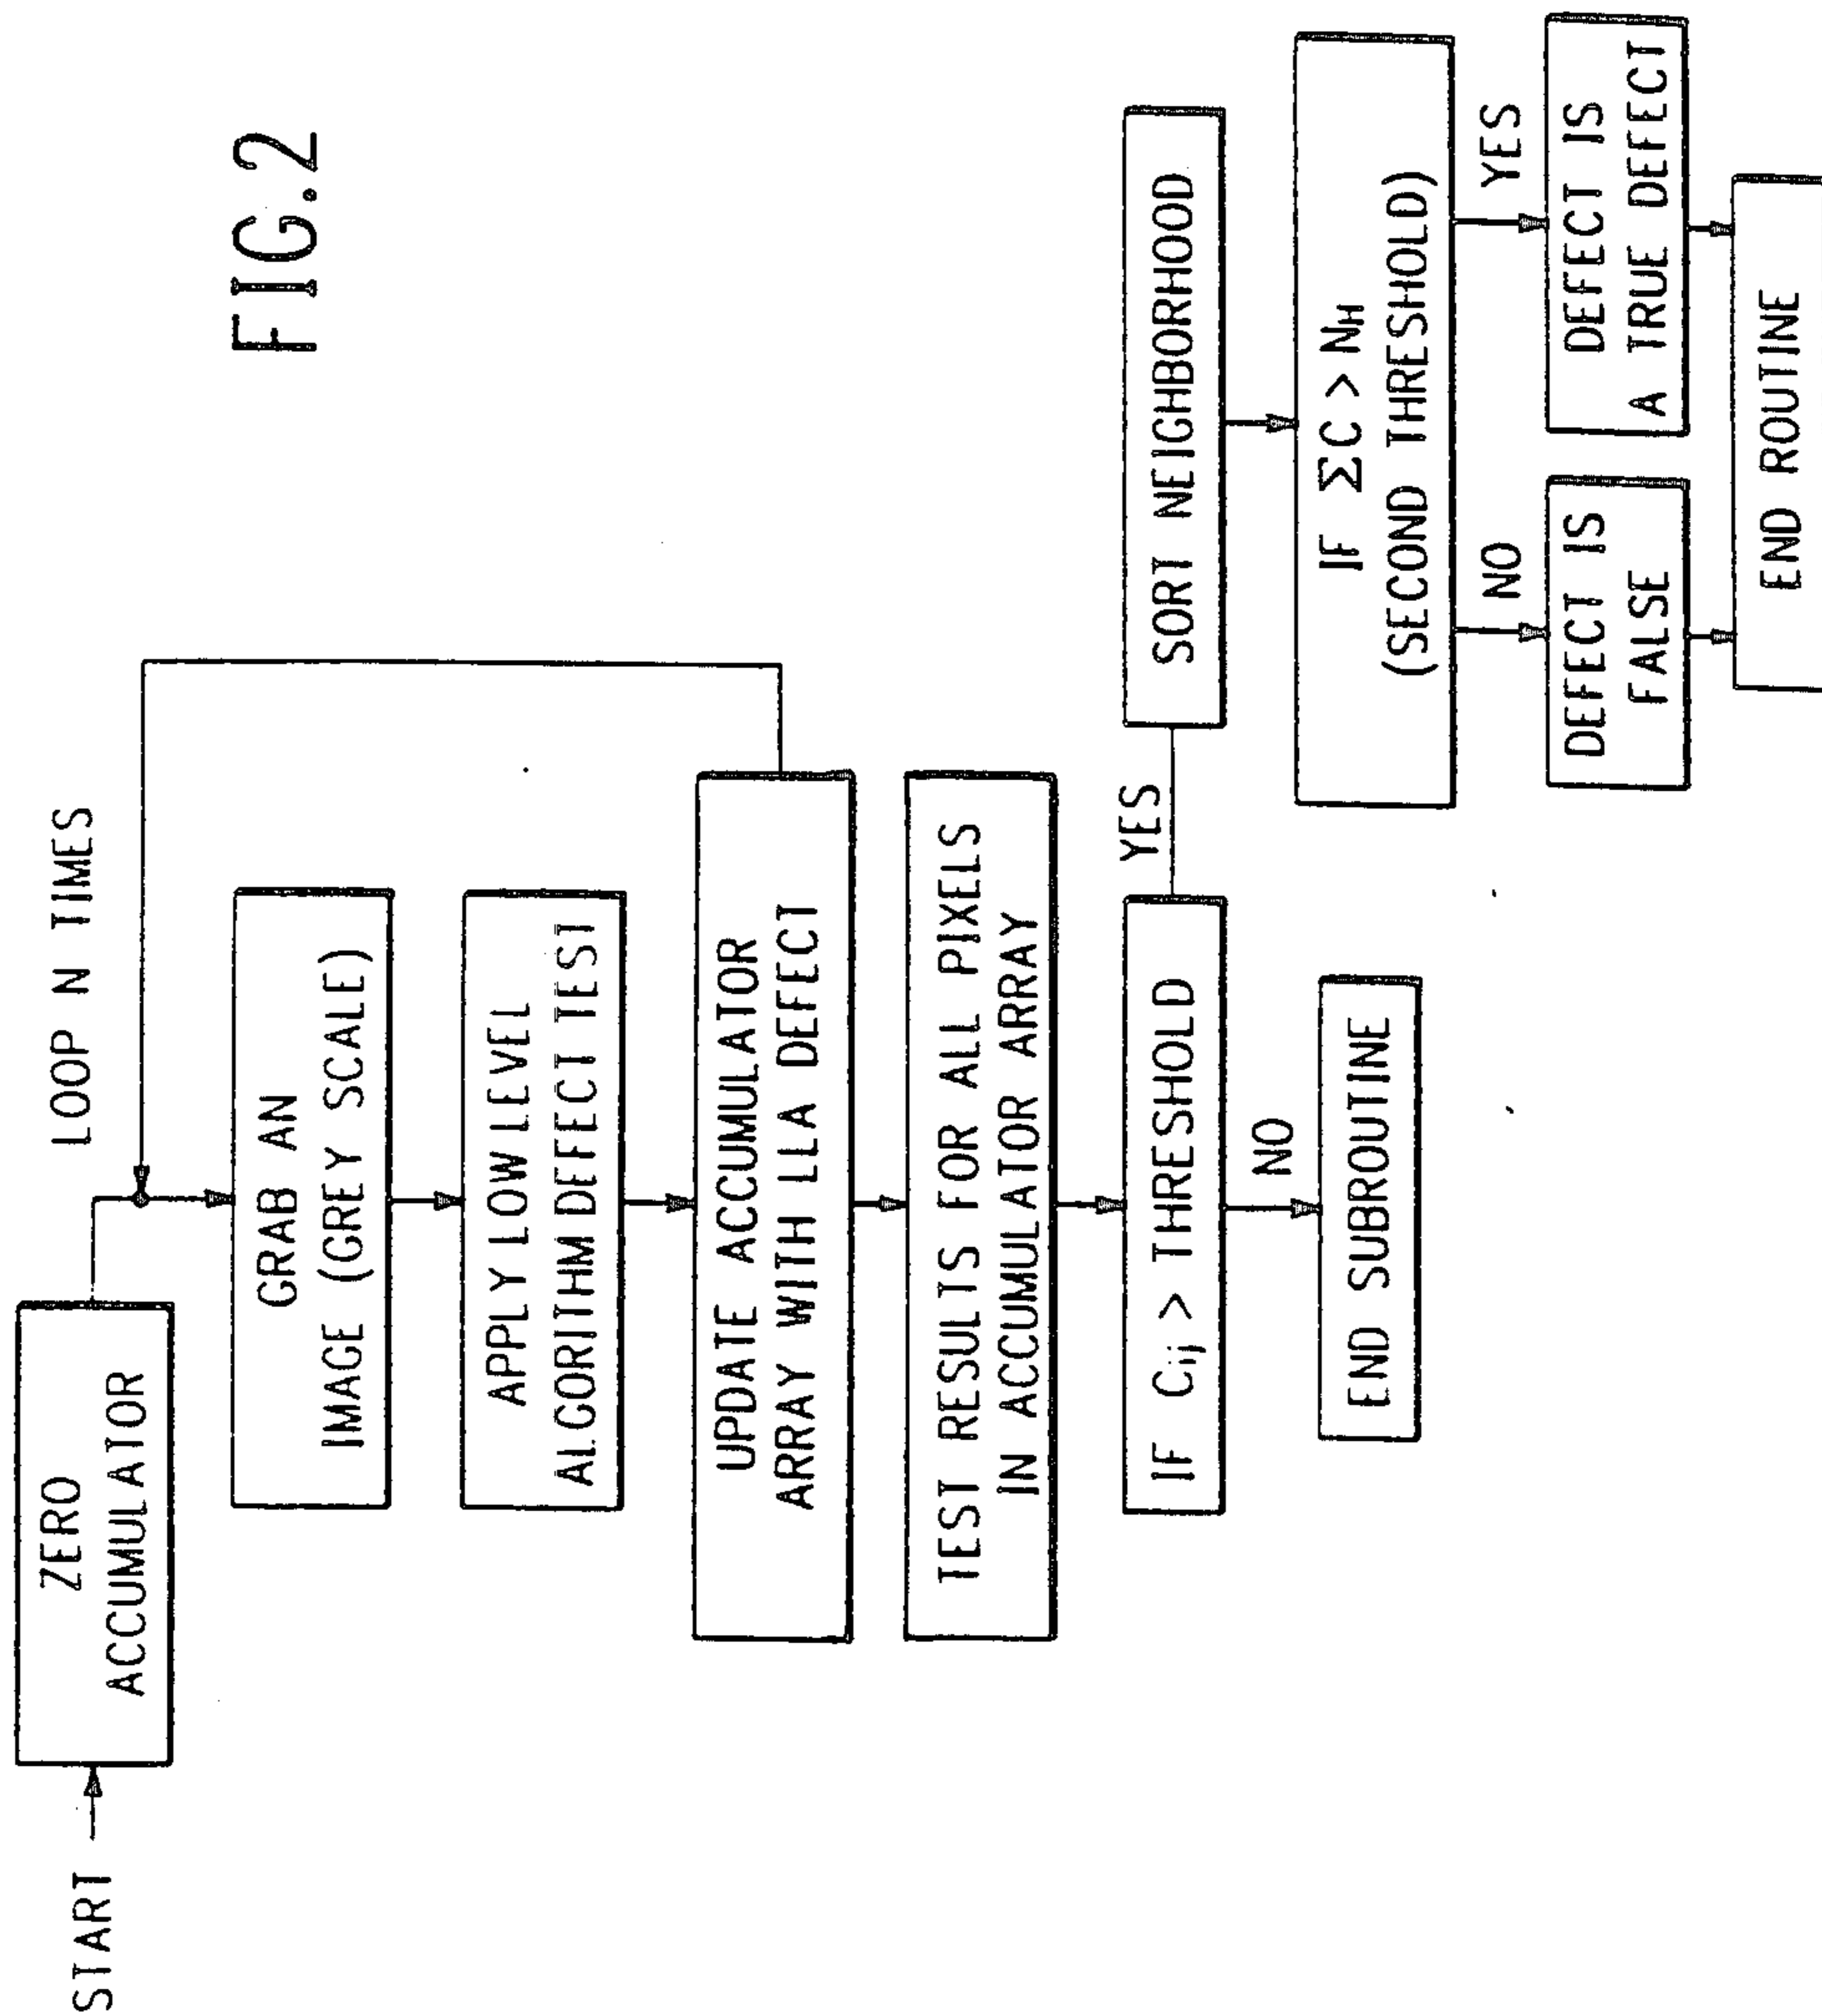 FIG.2
START
ZERO
ACCUMULATOR
LOOP N TIMES
GRAB AN
IMAGE (GREY SCALE)
APPLY LOW LEVEL
ALGORITHM DEFECT TEST
UPDATE ACCUMULATOR
ARRAY WITH LLA DEFECT
TEST RESULTS FOR ALL PIXELS
IN ACCUMULATOR ARRAY
IF Cij > THRESHOLD
YES
NO
END SUBROUTINE
SORT NEIGHBORHOOD
IF ΣC > NH
(SECOND THRESHOLD)
NO
YES
DEFECT IS
FALSE
DEFECT IS
A TRUE DEFECT
END ROUTINE